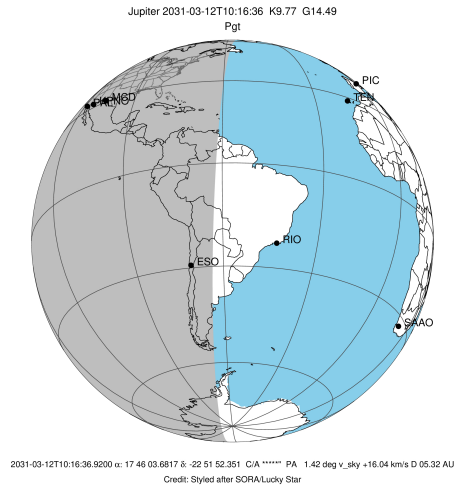 Jupiter 2031-03-12T10:16:36 K9.77 G14.49
Pgt
PIC
TEN
MCD
RIO
ESO
SAAO
2031-03-12T10:16:36.9200 α: 17 46 03.6817 δ: -22 51 52.351 C/A *****" PA 1.42 deg v_sky +16.04 km/s D 05.32 AU
Credit: Styled after SORA/Lucky Star